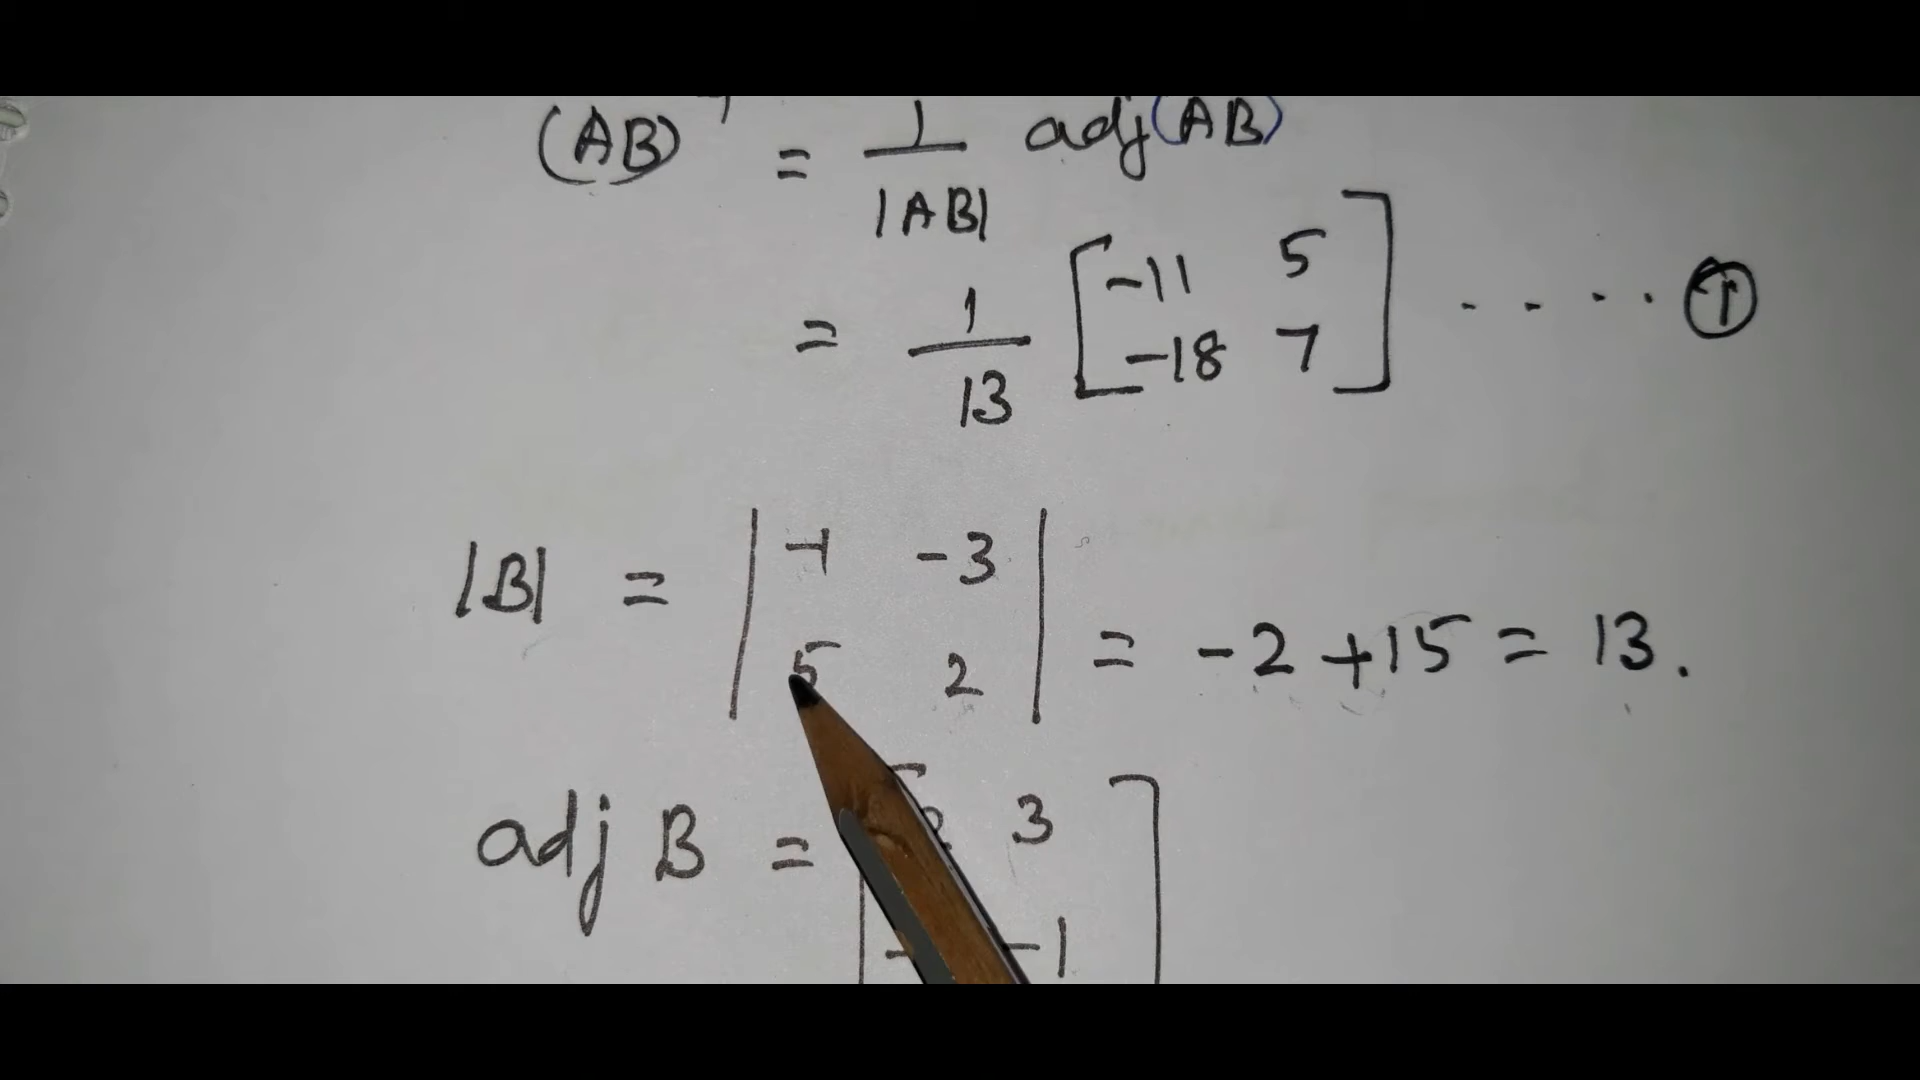 (AB)⁻¹ = 1/|AB| adj(AB)
= 1/13 [ -11 5 ; -18 7 ] . . . . ①
|B| = | -1 -3 ; 5 2 | = -2 +15 = 13.
adj B = [ 3
-1 ]